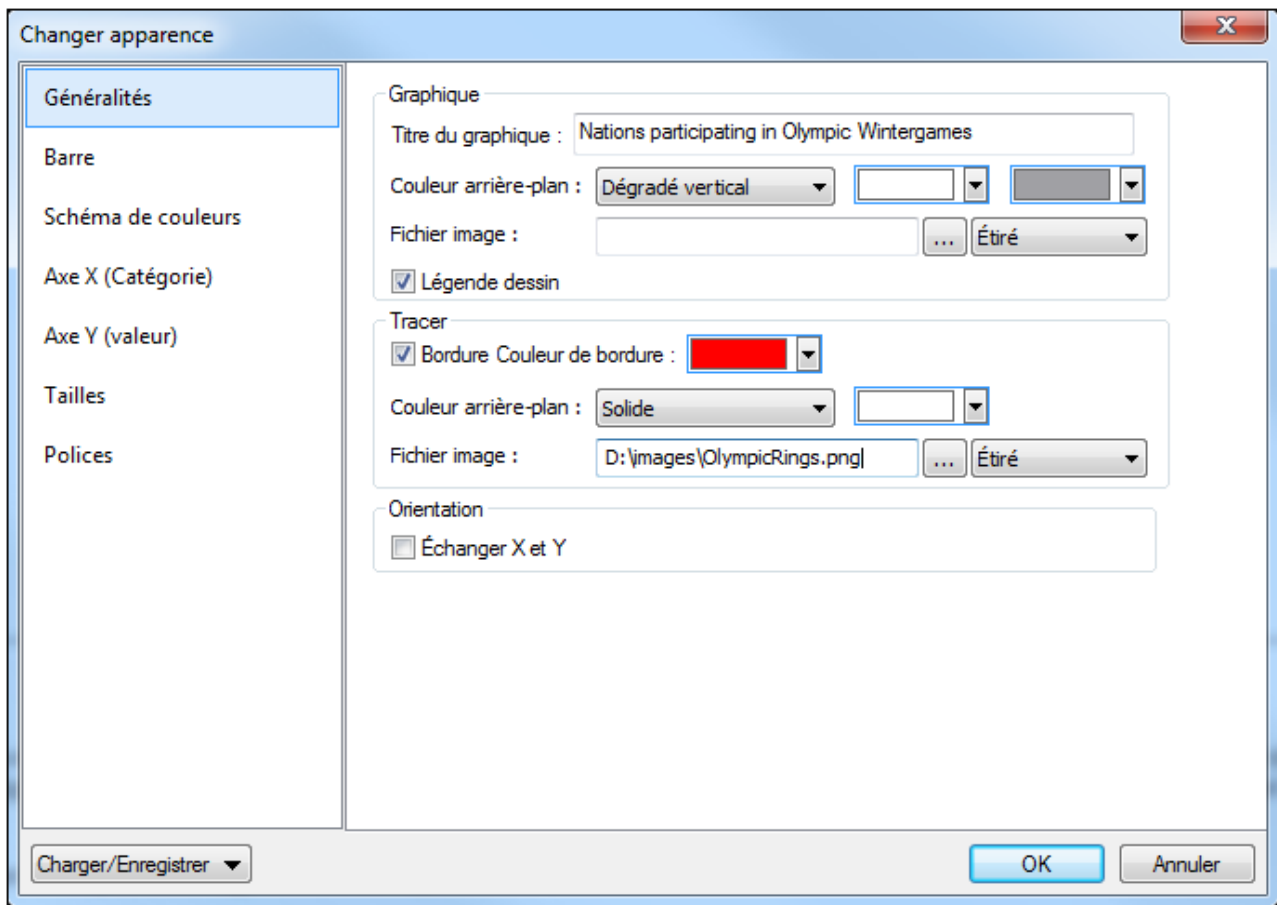 Changer apparence
Généralités
Barre
Schéma de couleurs
Axe X (Catégorie)
Axe Y (valeur)
Tailles
Polices
Graphique
Titre du graphique : Nations participating in Olympic Wintergames
Couleur arrière-plan : Dégradé vertical
Fichier image : ... Étiré
Légende dessin
Tracer
Bordure Couleur de bordure :
Couleur arrière-plan : Solide
Fichier image : D:\images\OlympicRings.png ... Étiré
Orientation
Échanger X et Y
Charger/Enregistrer OK Annuler